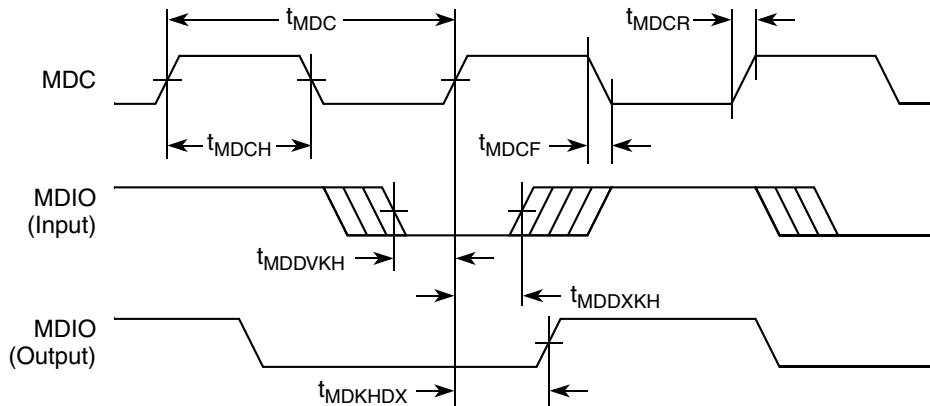 tMDC
tMDCR
MDC
tMDCH
tMDCF
MDIO
(Input)
tMDDVKH
tMDDXKH
MDIO
(Output)
tMDKHDX